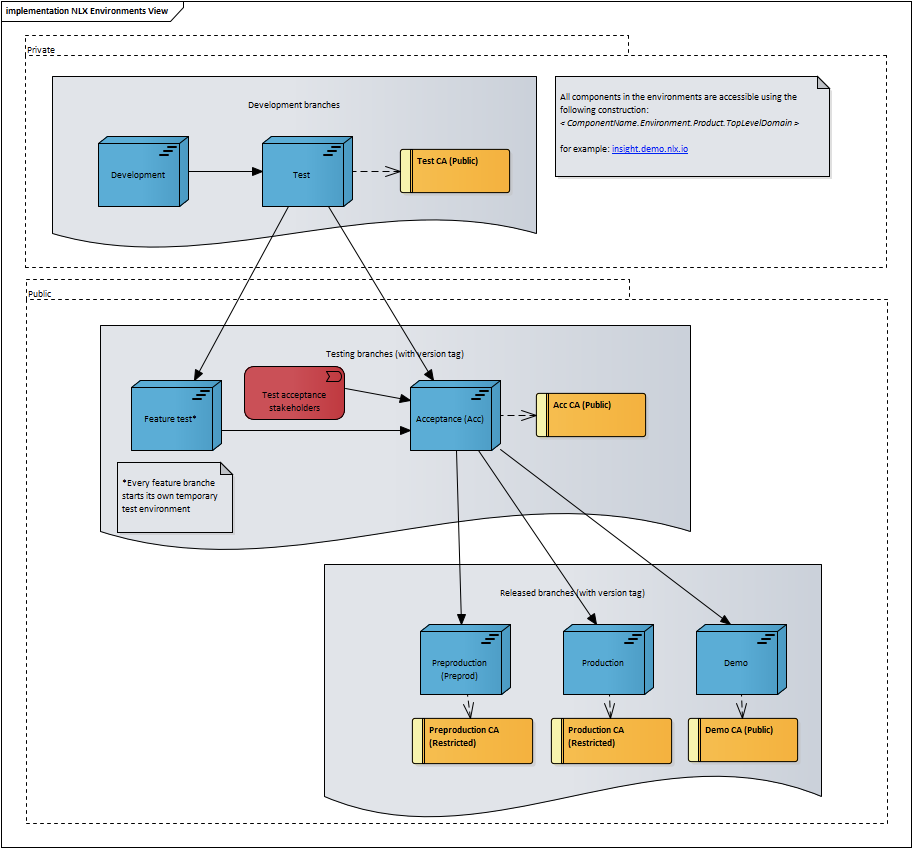 implementation NLX Environments View
Private
Development branches
All components in the environments are accessible using the
following construction:
< ComponentName.Environment.Product.TopLevelDomain >
for example: insight.demo.nlx.io
Development
Test
Test CA (Public)
Public
Testing branches (with version tag)
Test acceptance
stakeholders
Feature test*
Acceptance (Acc)
Acc CA (Public)
*Every feature branche
starts its own temporary
test environment
Released branches (with version tag)
Preproduction
(Preprod)
Production
Demo
Preproduction CA
(Restricted)
Production CA
(Restricted)
Demo CA (Public)